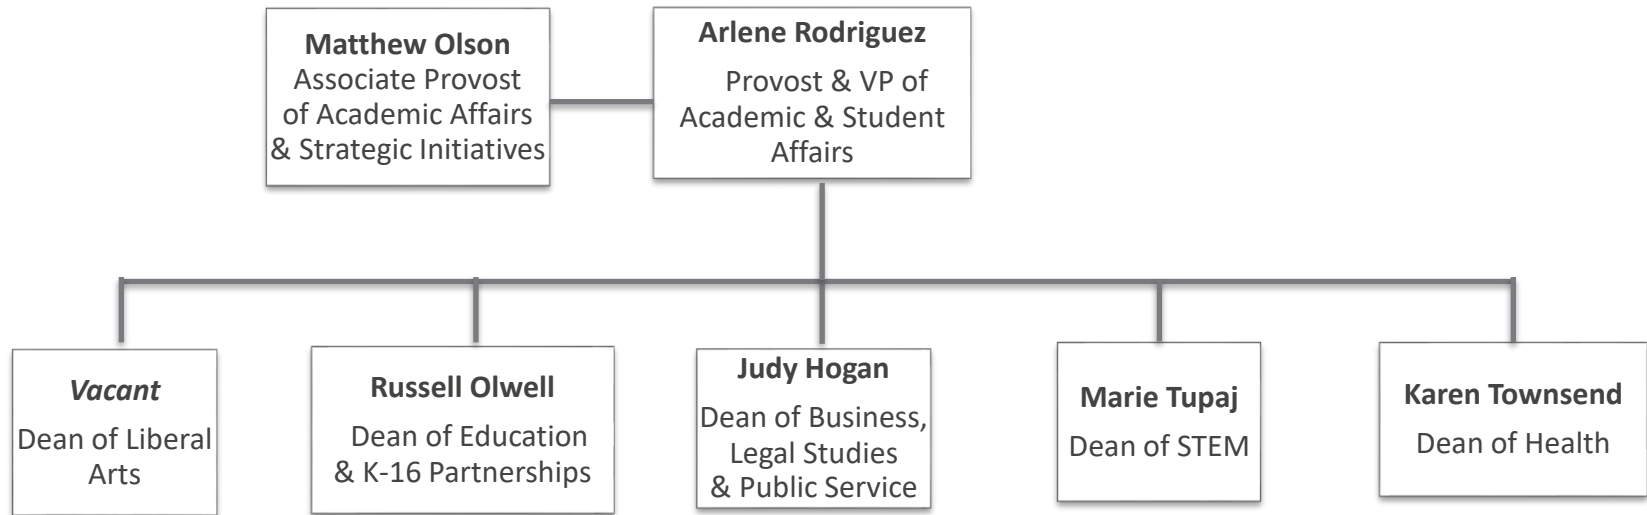 Matthew Olson
Associate Provost
of Academic Affairs
& Strategic Initiatives
Arlene Rodriguez
Provost & VP of
Academic & Student
Affairs
Vacant
Dean of Liberal
Arts
Russell Olwell
Dean of Education
& K-16 Partnerships
Judy Hogan
Dean of Business,
Legal Studies
& Public Service
Marie Tupaj
Dean of STEM
Karen Townsend
Dean of Health